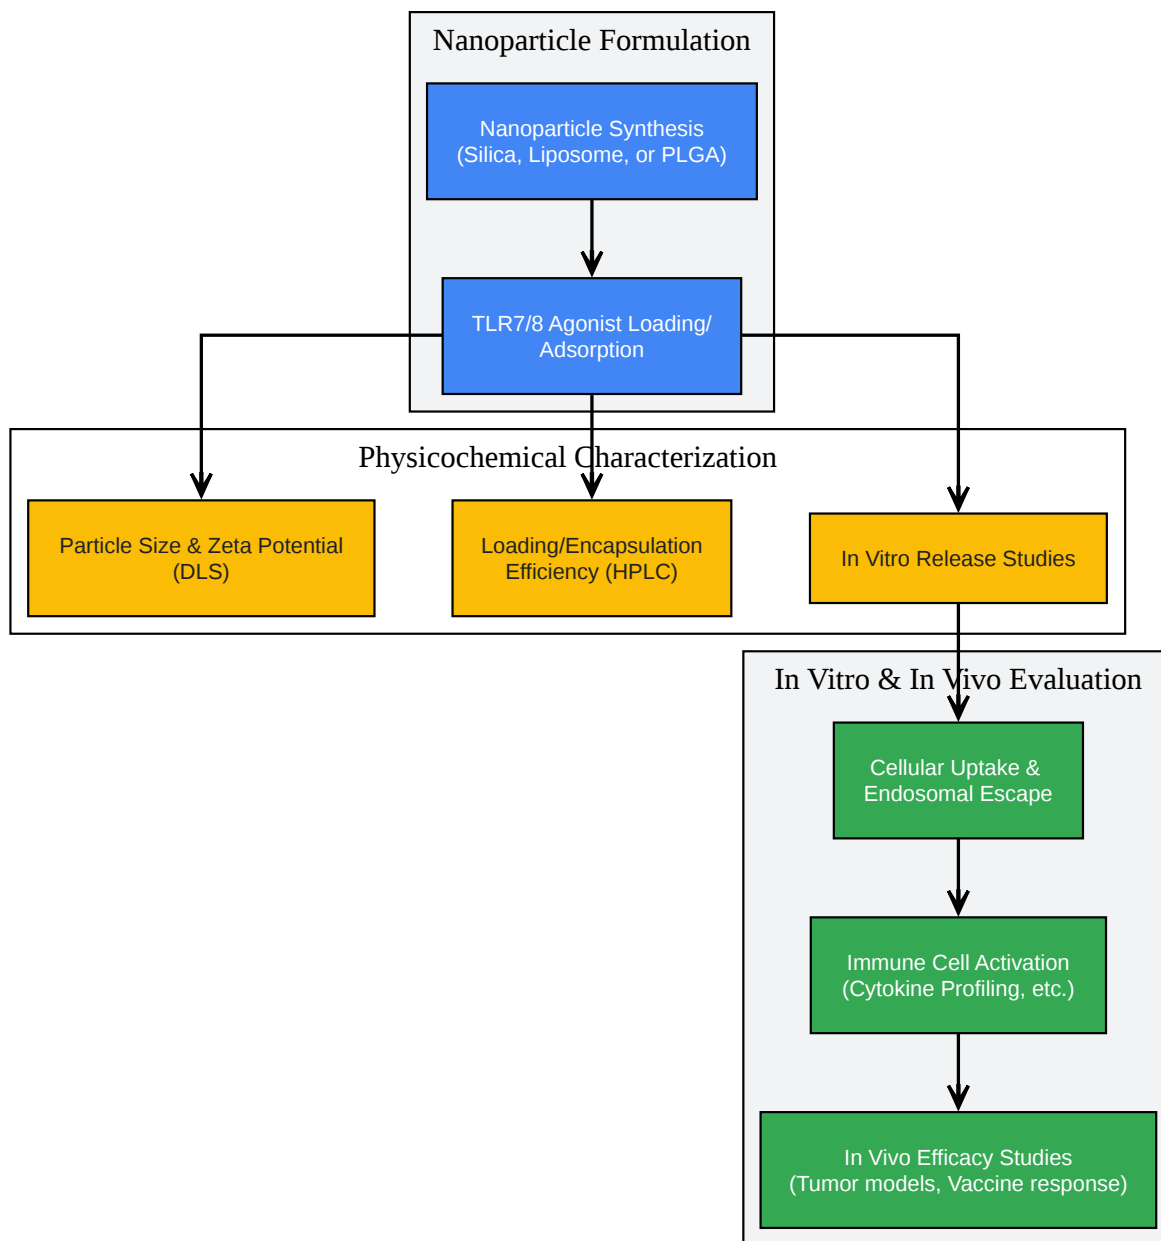 Nanoparticle Formulation
Nanoparticle Synthesis
(Silica, Liposome, or PLGA)
TLR7/8 Agonist Loading/
Adsorption
Physicochemical Characterization
Particle Size & Zeta Potential
(DLS)
Loading/Encapsulation
Efficiency (HPLC)
In Vitro Release Studies
In Vitro & In Vivo Evaluation
Cellular Uptake &
Endosomal Escape
Immune Cell Activation
(Cytokine Profiling, etc.)
In Vivo Efficacy Studies
(Tumor models, Vaccine response)